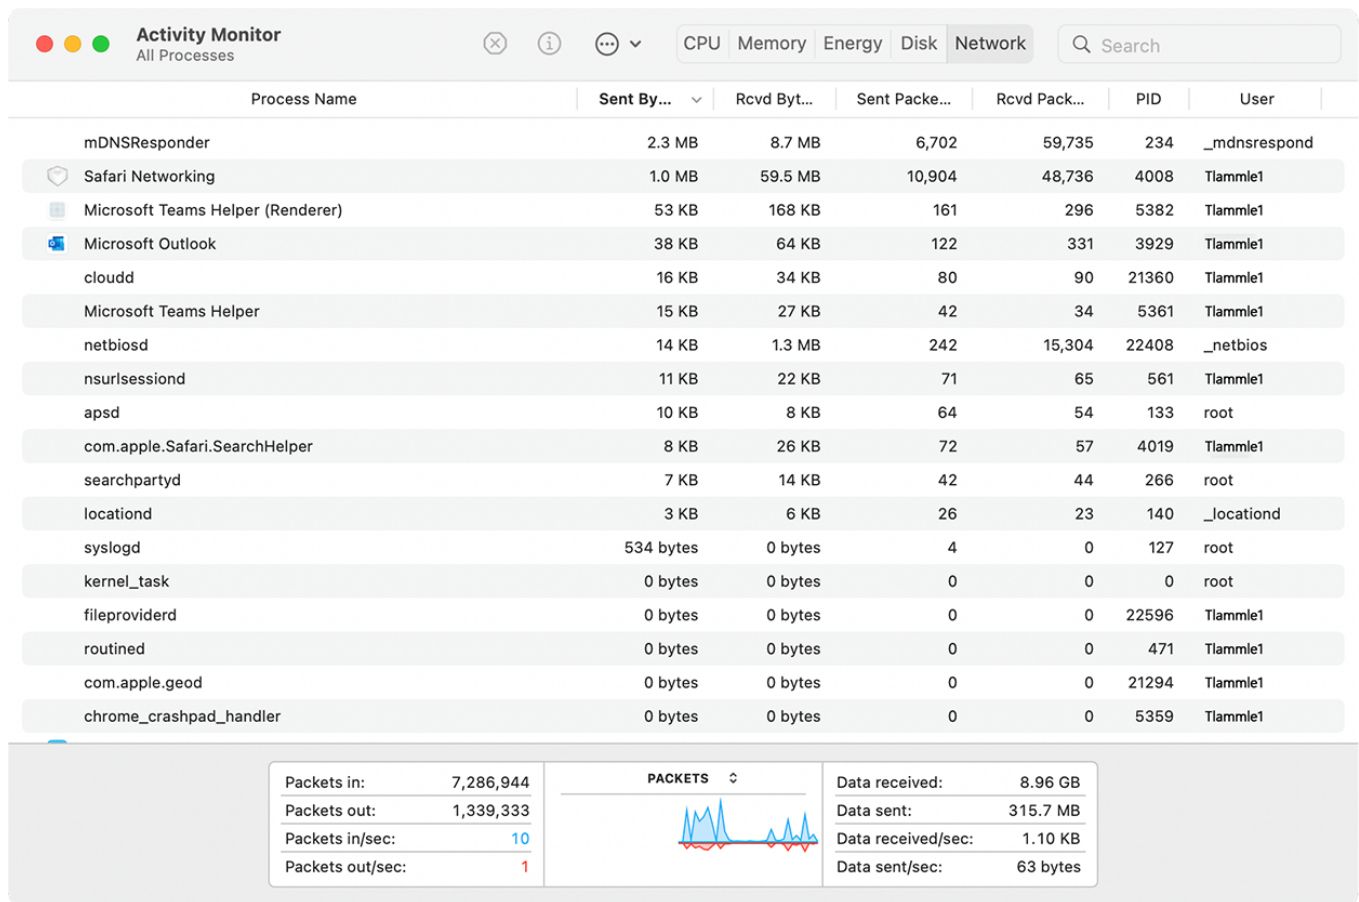 Activity Monitor
All Processes
CPU Memory Energy Disk Network
Search
Process Name Sent By... Rcvd Byt... Sent Packe... Rcvd Pack... PID User
mDNSResponder 2.3 MB 8.7 MB 6,702 59,735 234 _mdnsrespond
Safari Networking 1.0 MB 59.5 MB 10,904 48,736 4008 Tlammle1
Microsoft Teams Helper (Renderer) 53 KB 168 KB 161 296 5382 Tlammle1
Microsoft Outlook 38 KB 64 KB 122 331 3929 Tlammle1
cloudd 16 KB 34 KB 80 90 21360 Tlammle1
Microsoft Teams Helper 15 KB 27 KB 42 34 5361 Tlammle1
netbiosd 14 KB 1.3 MB 242 15,304 22408 _netbios
nsurlsessiond 11 KB 22 KB 71 65 561 Tlammle1
apsd 10 KB 8 KB 64 54 133 root
com.apple.Safari.SearchHelper 8 KB 26 KB 72 57 4019 Tlammle1
searchpartyd 7 KB 14 KB 42 44 266 root
locationd 3 KB 6 KB 26 23 140 _locationd
syslogd 534 bytes 0 bytes 4 0 127 root
kernel_task 0 bytes 0 bytes 0 0 0 root
fileproviderd 0 bytes 0 bytes 0 0 22596 Tlammle1
routined 0 bytes 0 bytes 0 0 471 Tlammle1
com.apple.geod 0 bytes 0 bytes 0 0 21294 Tlammle1
chrome_crashpad_handler 0 bytes 0 bytes 0 0 5359 Tlammle1
Packets in: 7,286,944
Packets out: 1,339,333
Packets in/sec: 10
Packets out/sec: 1
PACKETS
Data received: 8.96 GB
Data sent: 315.7 MB
Data received/sec: 1.10 KB
Data sent/sec: 63 bytes